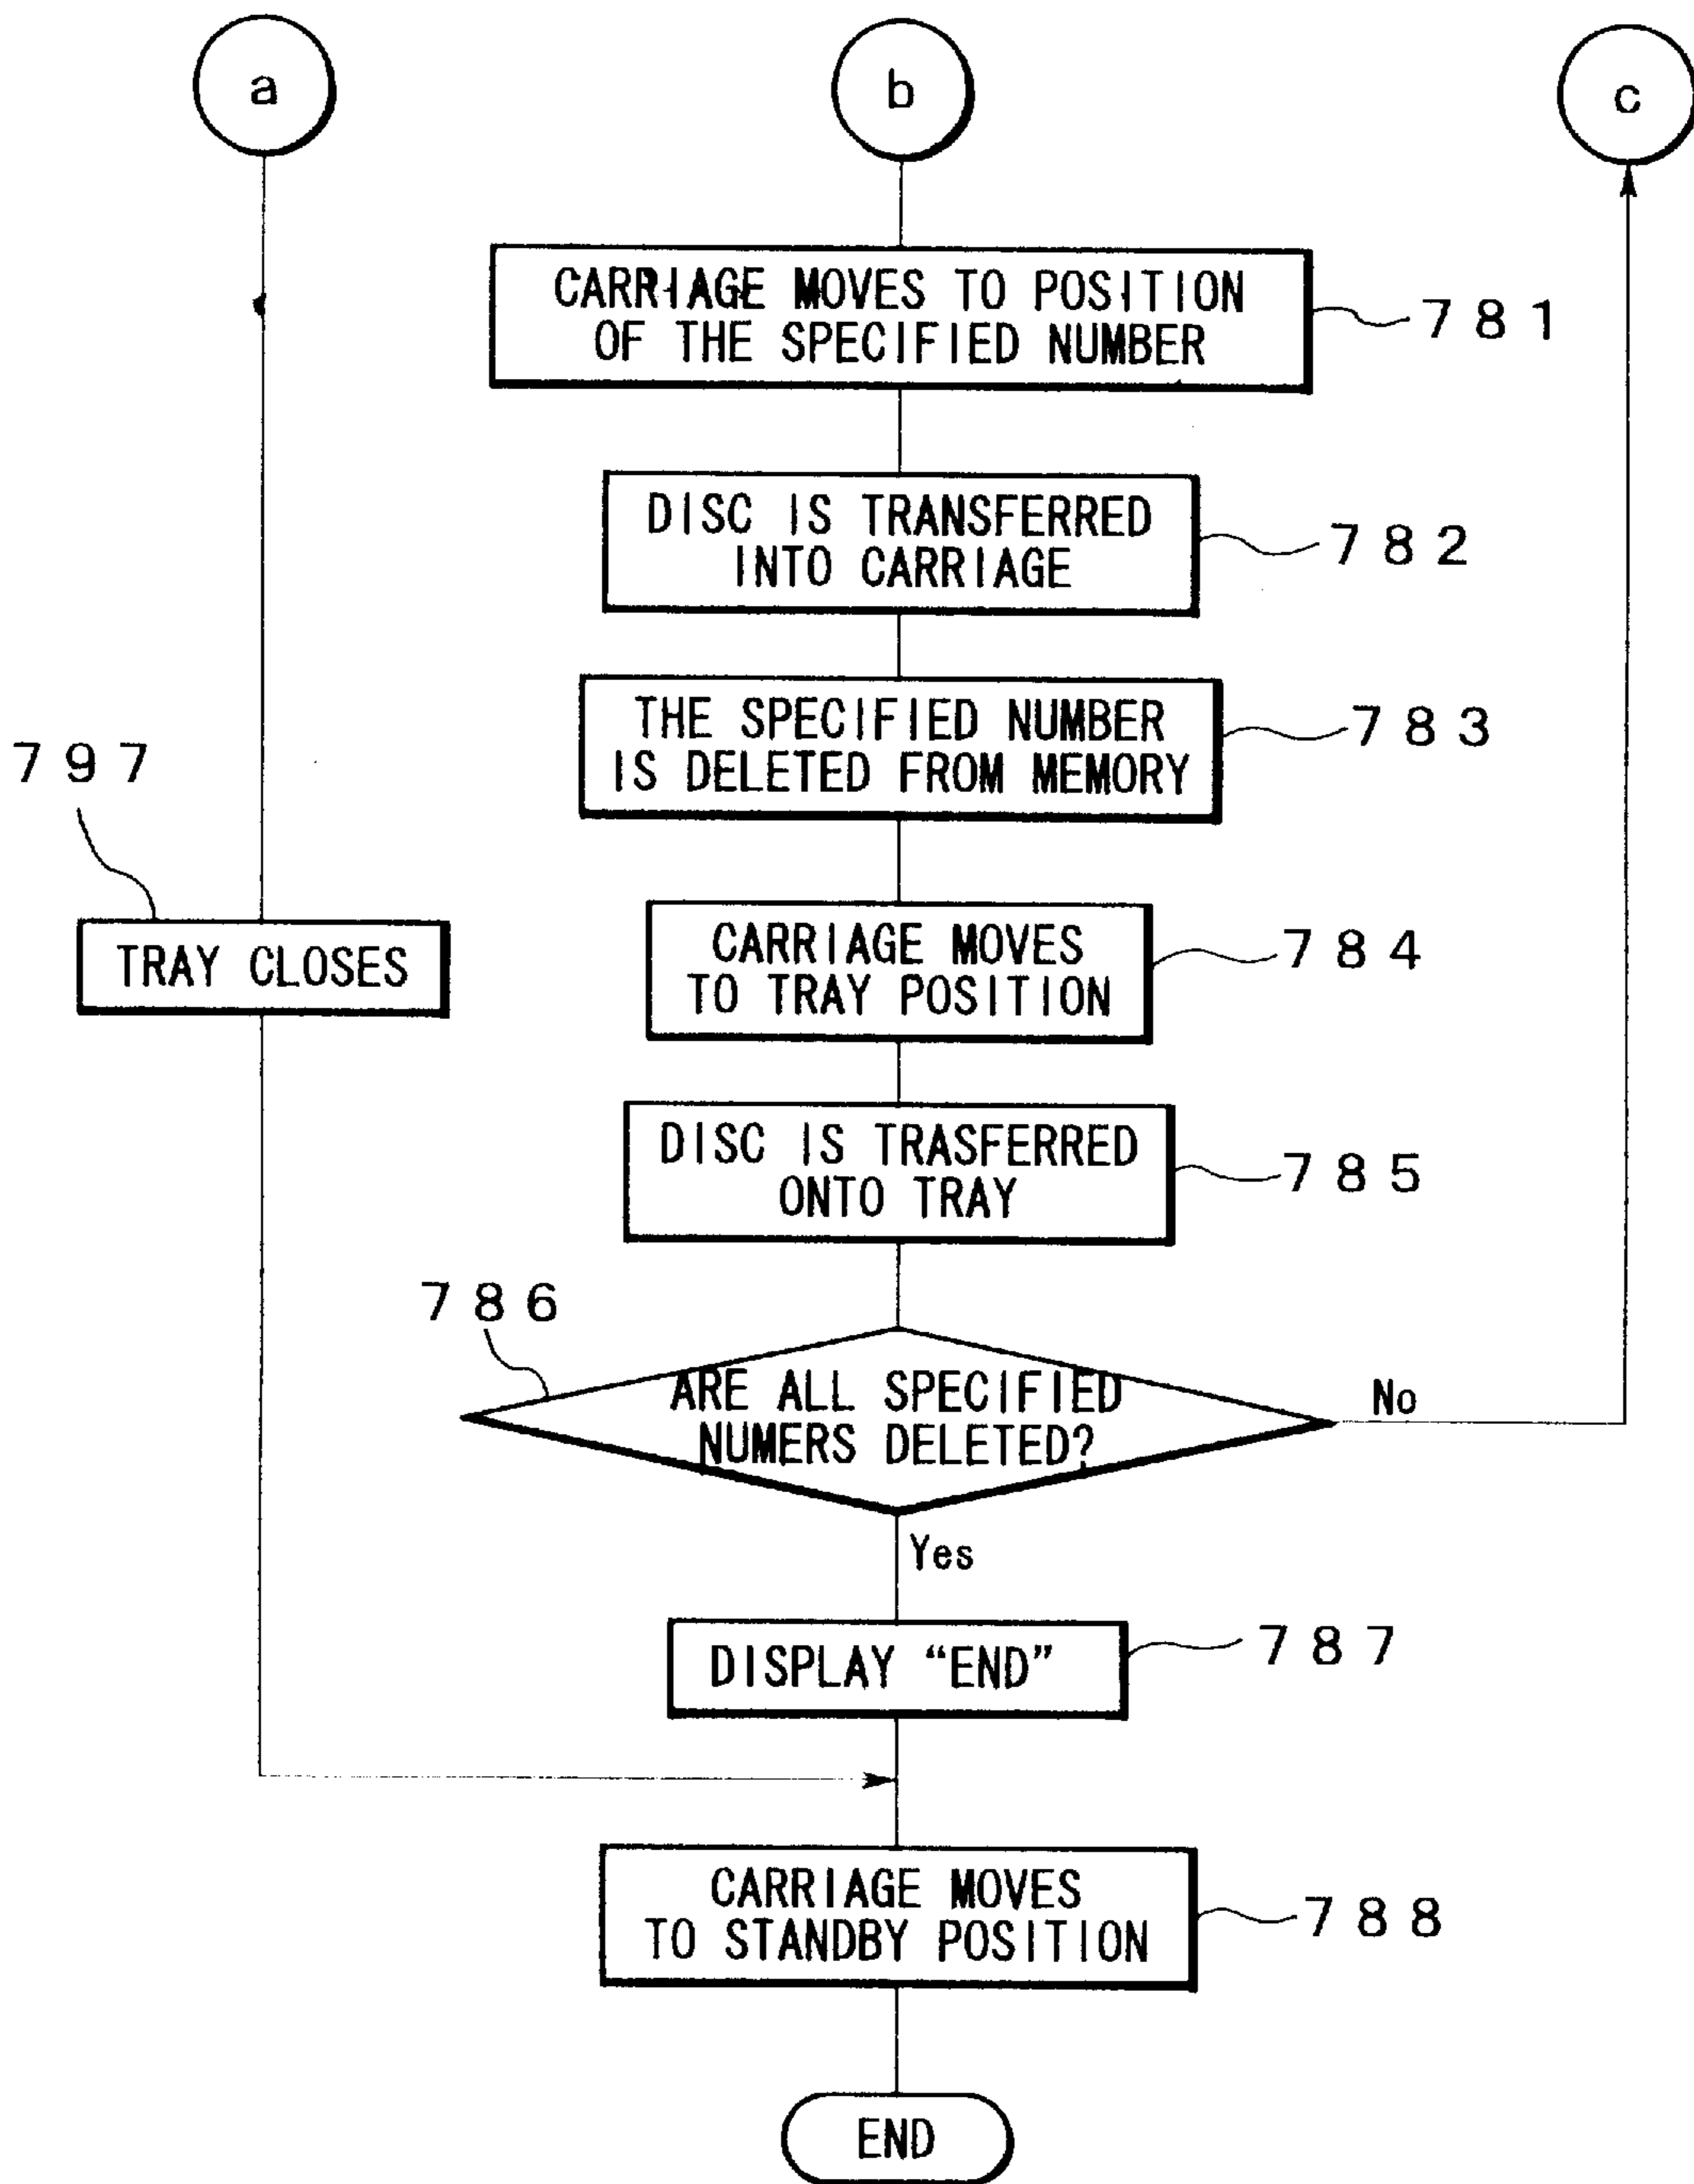 a
b
c
CARRIAGE MOVES TO POSITION
OF THE SPECIFIED NUMBER
781
DISC IS TRANSFERRED
INTO CARRIAGE
782
THE SPECIFIED NUMBER
IS DELETED FROM MEMORY
783
797
TRAY CLOSES
CARRIAGE MOVES
TO TRAY POSITION
784
DISC IS TRASFERRED
ONTO TRAY
785
786
ARE ALL SPECIFIED
NUMERS DELETED?
No
Yes
DISPLAY “END”
787
CARRIAGE MOVES
TO STANDBY POSITION
788
END